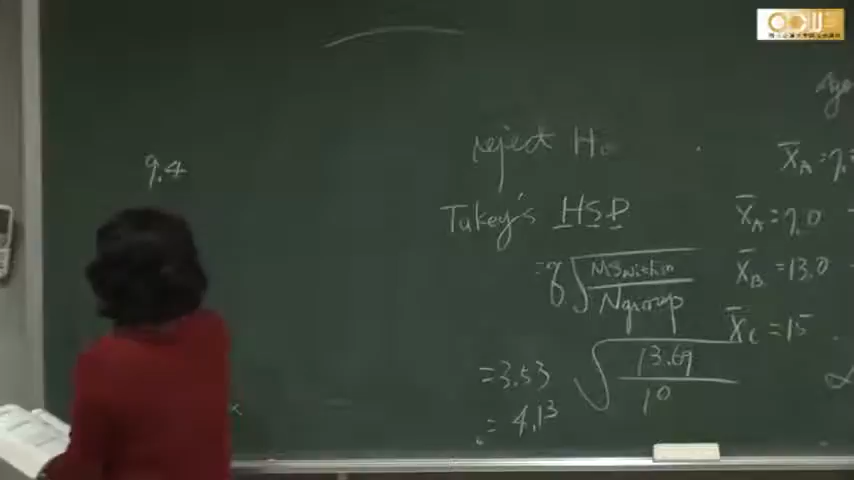 9.4
reject Ho
Tukey's HSD
= q √ MSwithin / Ngroup
= 3.53 √ 13.69 / 10
= 4.13
X̄A = 7.
X̄A = 7.0
X̄B = 13.0
X̄C = 15
α